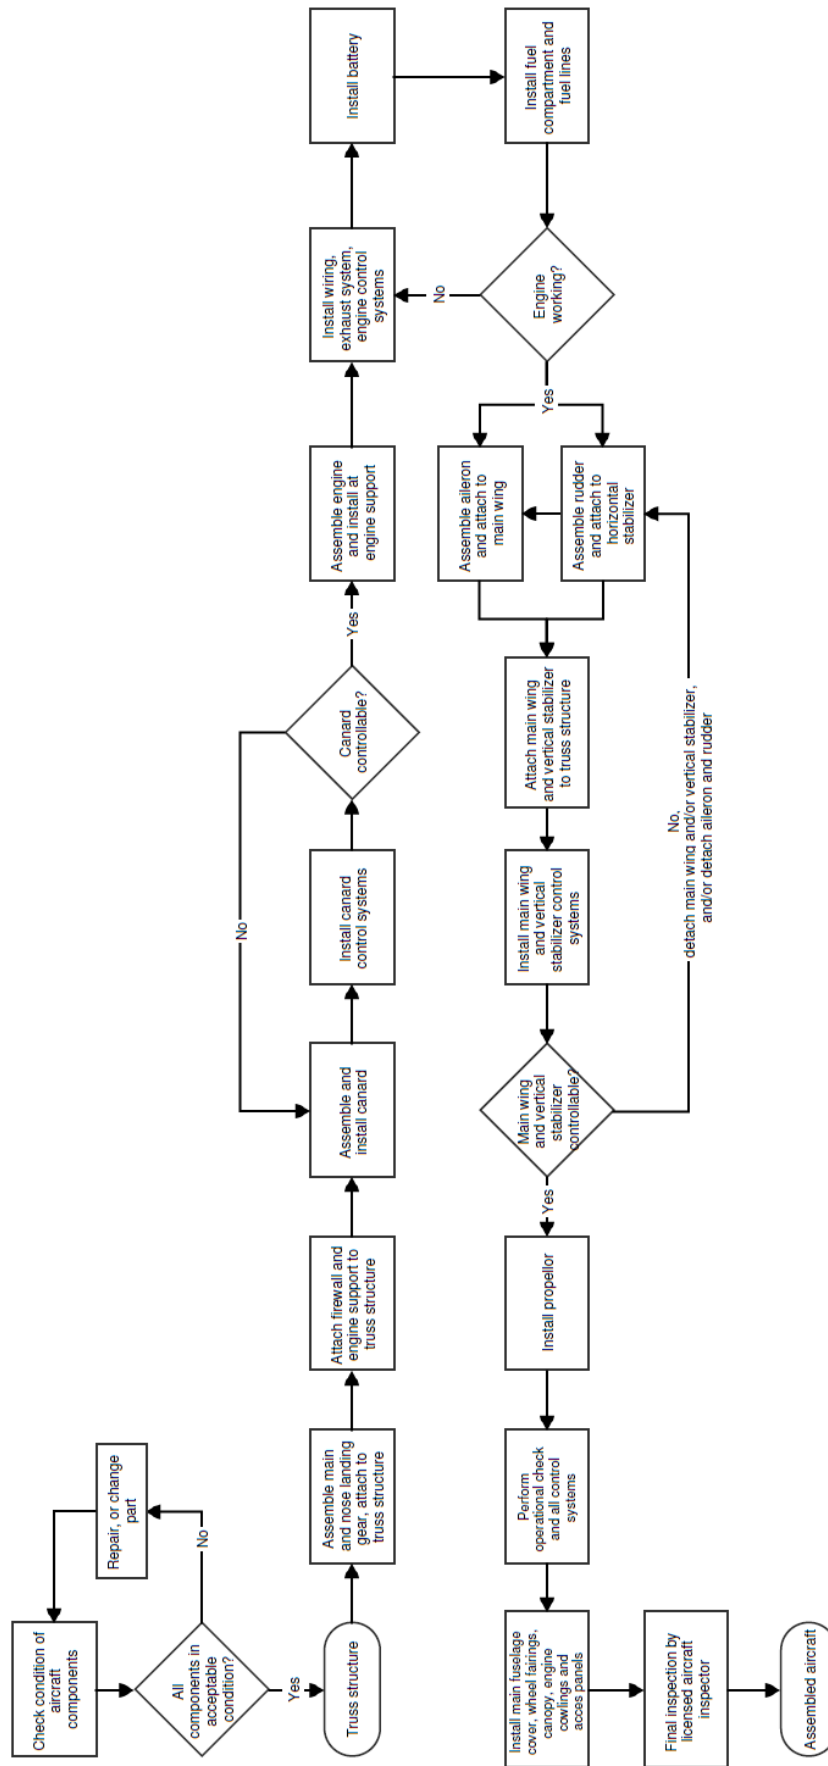 Check condition of
aircraft
components
All
components in
acceptable
condition?
No
Repair, or change
part
Yes
Truss structure
Assemble main
and nose landing
gear, attach to
truss structure
Attach firewall and
engine support to
truss structure
Assemble and
install canard
Install canard
control systems
Canard
controllable?
No
Yes
Assemble engine
and install at
engine support
Install wiring,
exhaust system,
engine control
systems
Install battery
Install fuel
compartment and
fuel lines
Engine
working?
No
Yes
Assemble aileron
and attach to
main wing
Assemble rudder
and attach to
horizontal
stabilizer
Attach main wing
and vertical stabilizer
to truss structure
Install main wing
and vertical
stabilizer control
systems
Main wing
and vertical
stabilizer
controllable?
No,
detach main wing and/or vertical stabilizer,
and/or detach aileron and rudder
Yes
Install propellor
Perform
operational check
and all control
systems
Install main fuselage
cover, wheel fairings,
canopy, engine
cowlings and
acces panels
Final inspection by
licensed aircraft
inspector
Assembled aircraft